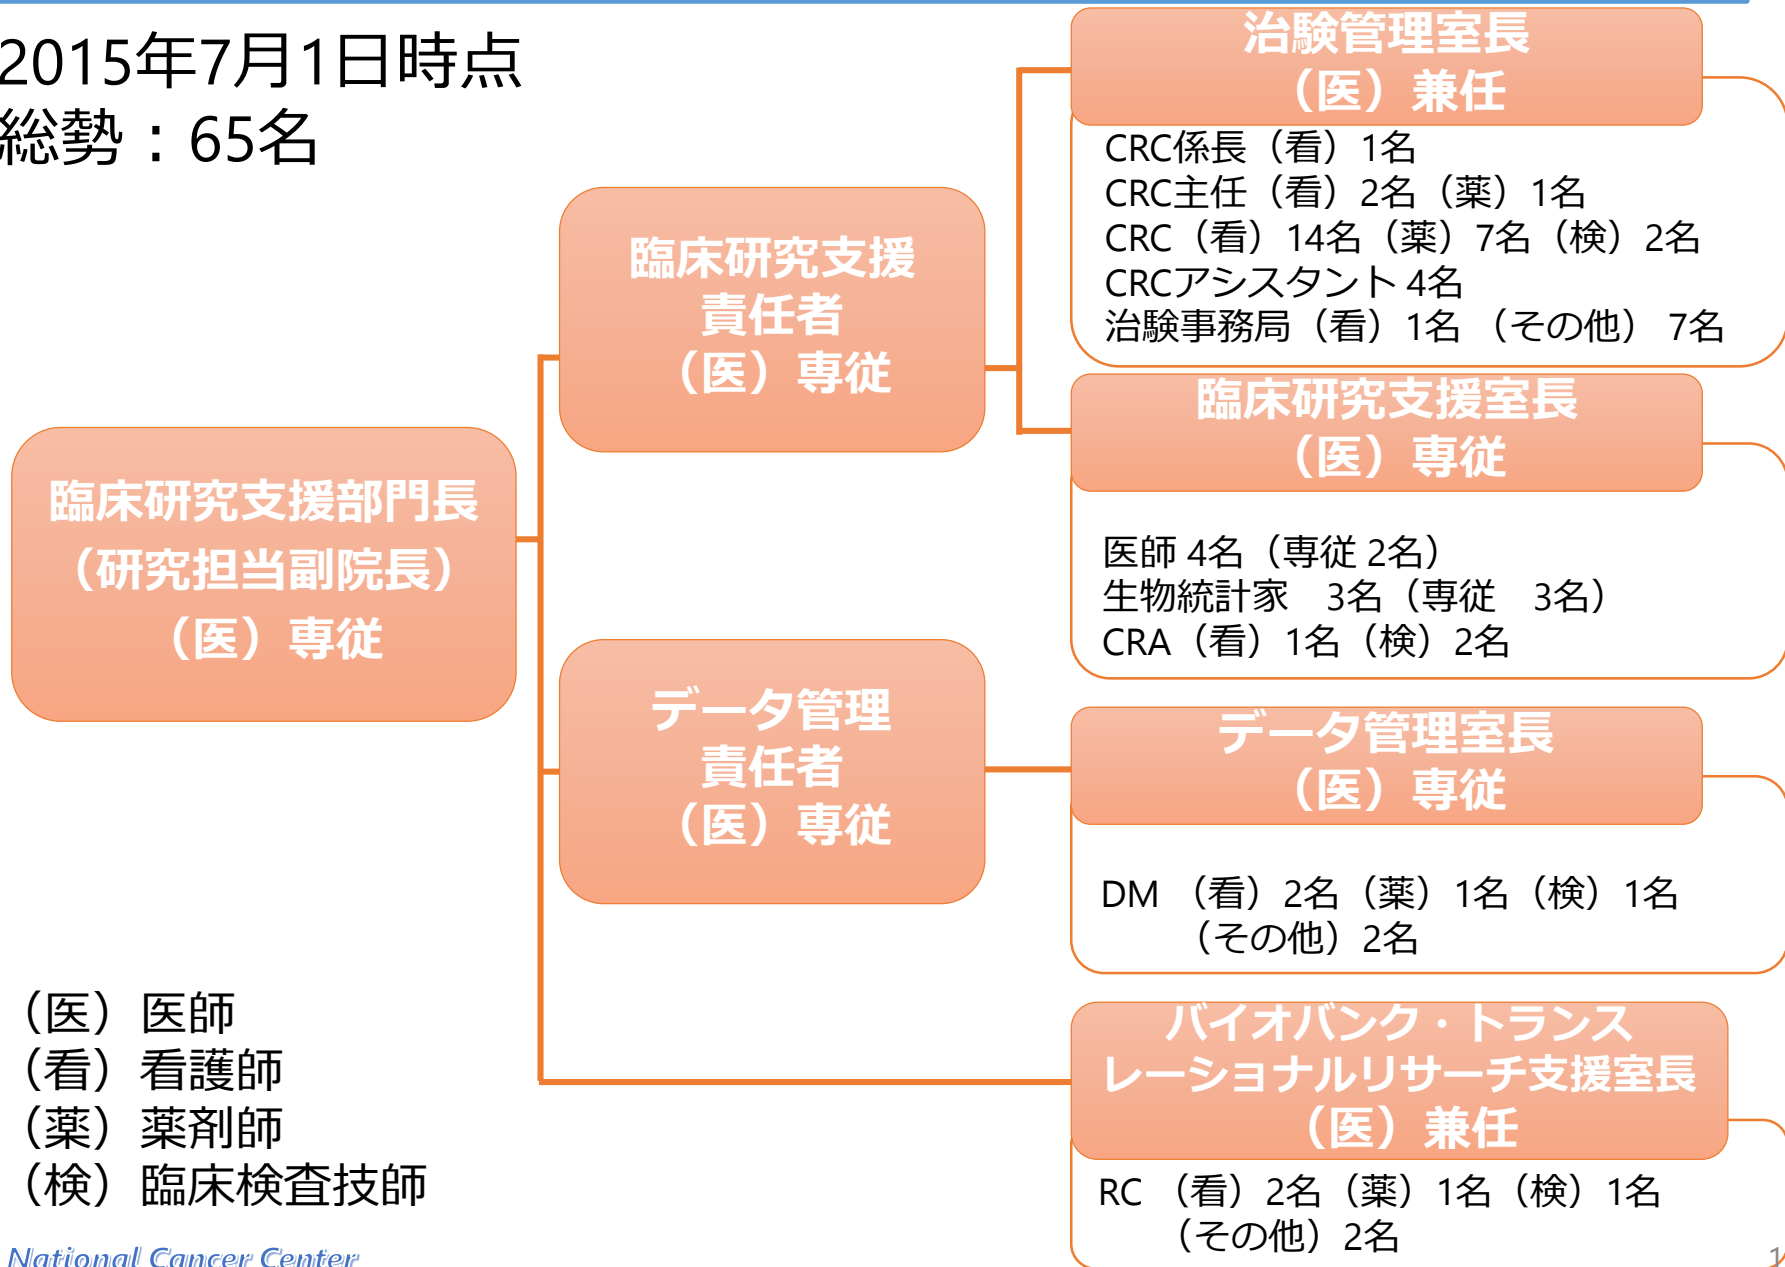 2015年7月1日時点
総勢：65名
臨床研究支援部門長
（研究担当副院長）
（医）専従
臨床研究支援
責任者
（医）専従
データ管理
責任者
（医）専従
治験管理室長
（医）兼任
CRC係長（看）1名
CRC主任（看）2名（薬）1名
CRC（看）14名（薬）7名（検）2名
CRCアシスタント 4名
治験事務局（看）1名 （その他） 7名
臨床研究支援室長
（医）専従
医師 4名（専従 2名）
生物統計家　3名（専従　3名）
CRA（看）1名（検）2名
データ管理室長
（医）専従
DM （看）2名（薬）1名（検）1名
（その他）2名
バイオバンク・トランス
レーショナルリサーチ支援室長
（医）兼任
RC （看）2名（薬）1名（検）1名
（その他）2名
（医）医師
（看）看護師
（薬）薬剤師
（検）臨床検査技師
National Cancer Center
1